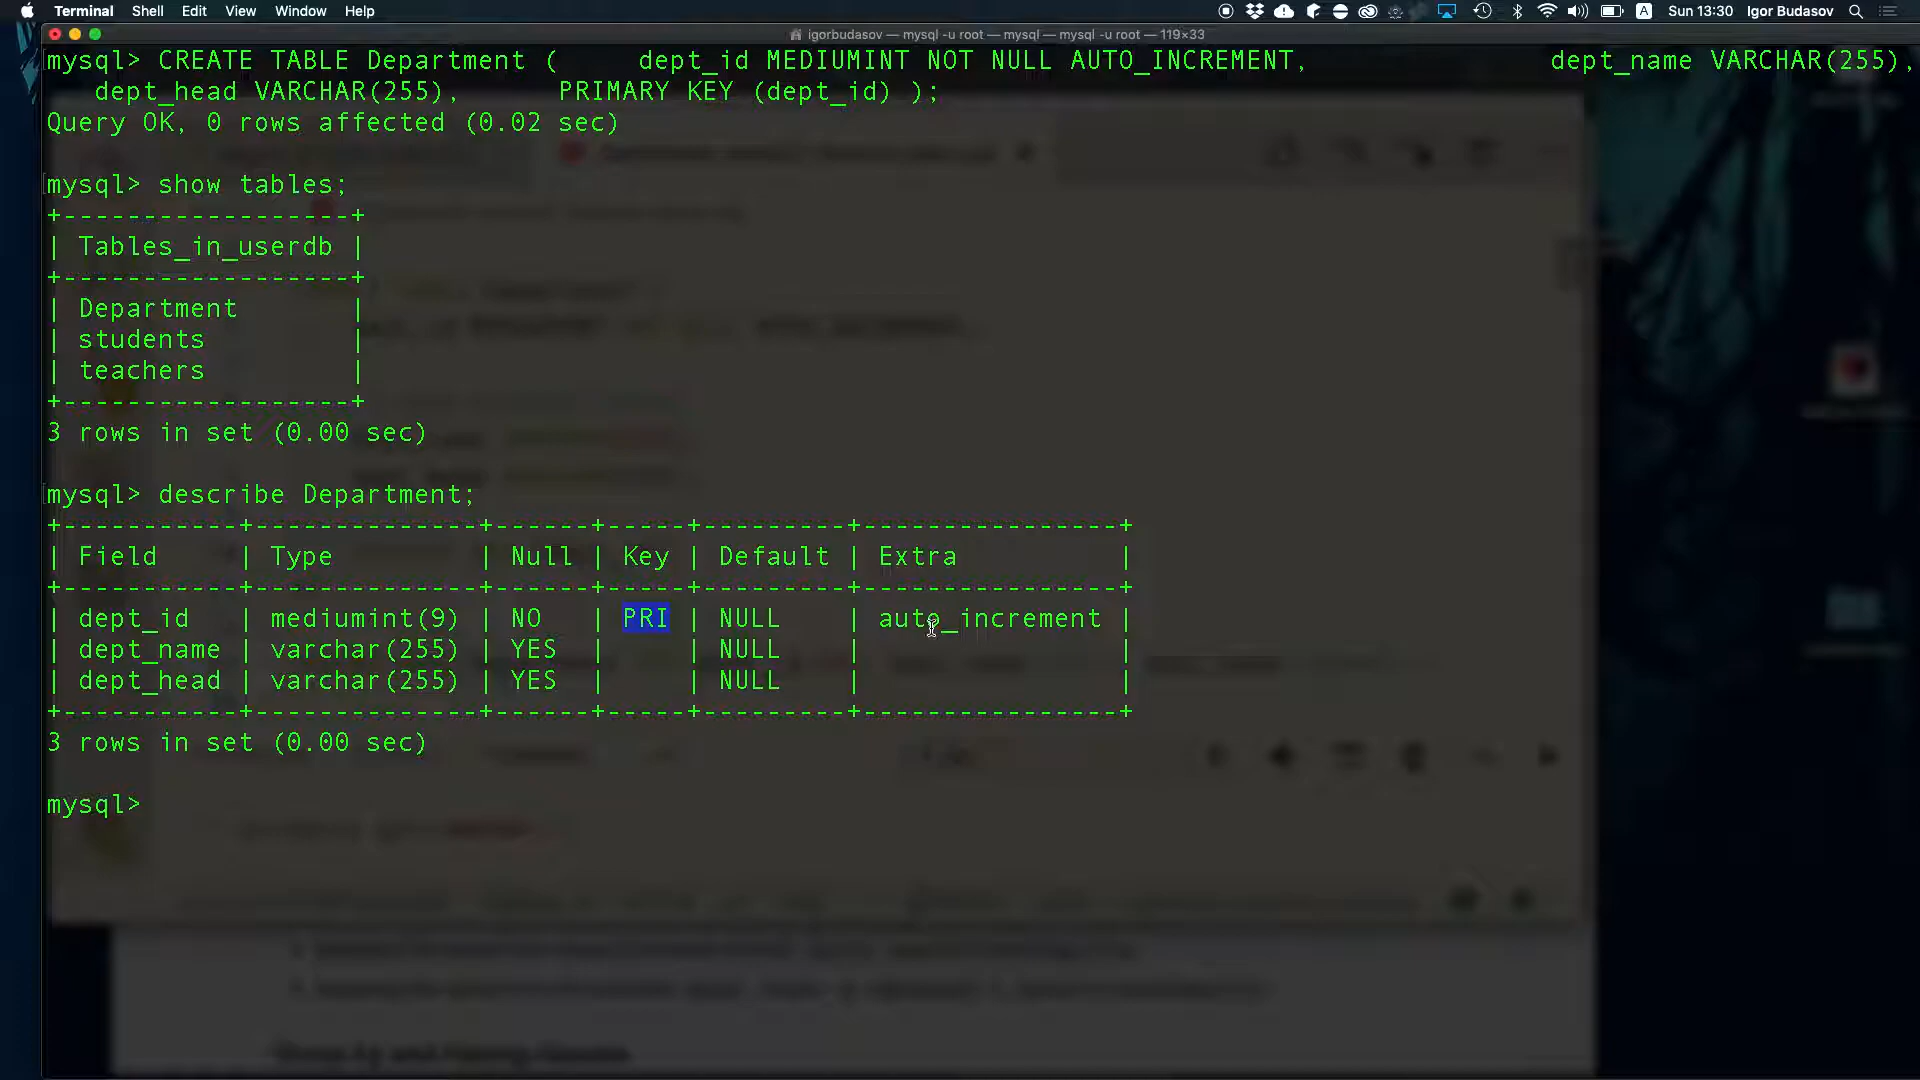 Terminal Shell Edit View Window Help A Sun 13:30 Igor Budasov
igorbudasov — mysql -u root — mysql — mysql -u root — 119×33
mysql> CREATE TABLE Department (     dept_id MEDIUMINT NOT NULL AUTO_INCREMENT,               dept_name VARCHAR(255),
   dept_head VARCHAR(255),      PRIMARY KEY (dept_id) );
Query OK, 0 rows affected (0.02 sec)
mysql> show tables;
+------------------+
| Tables_in_userdb |
+------------------+
| Department       |
| students         |
| teachers         |
+------------------+
3 rows in set (0.00 sec)
mysql> describe Department;
+-----------+--------------+------+-----+---------+----------------+
| Field     | Type         | Null | Key | Default | Extra          |
+-----------+--------------+------+-----+---------+----------------+
| dept_id   | mediumint(9) | NO   | PRI | NULL    | auto_increment |
| dept_name | varchar(255) | YES  |     | NULL    |                |
| dept_head | varchar(255) | YES  |     | NULL    |                |
+-----------+--------------+------+-----+---------+----------------+
3 rows in set (0.00 sec)
mysql>